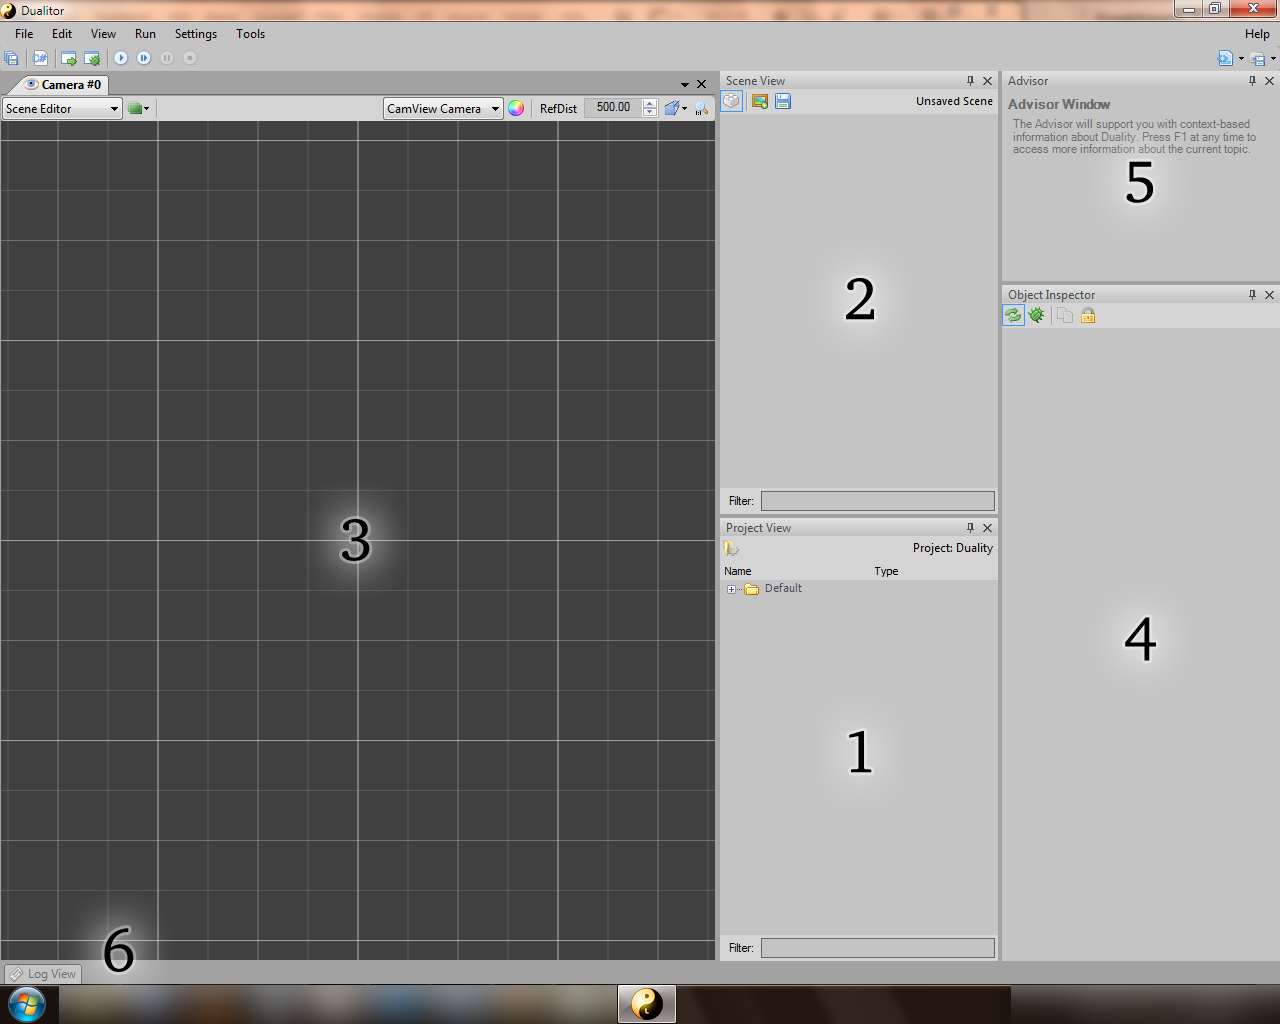 Dualitor
File Edit View Run Settings Tools Help
Camera #0
Scene Editor
CamView Camera
RefDist 500.00
3
6
Log View
Scene View
Unsaved Scene
2
Filter:
Project View
Project: Duality
Name Type
Default
1
Filter:
Advisor
Advisor Window
The Advisor will support you with context-based
information about Duality. Press F1 at any time to
access more information about the current topic.
5
Object Inspector
4